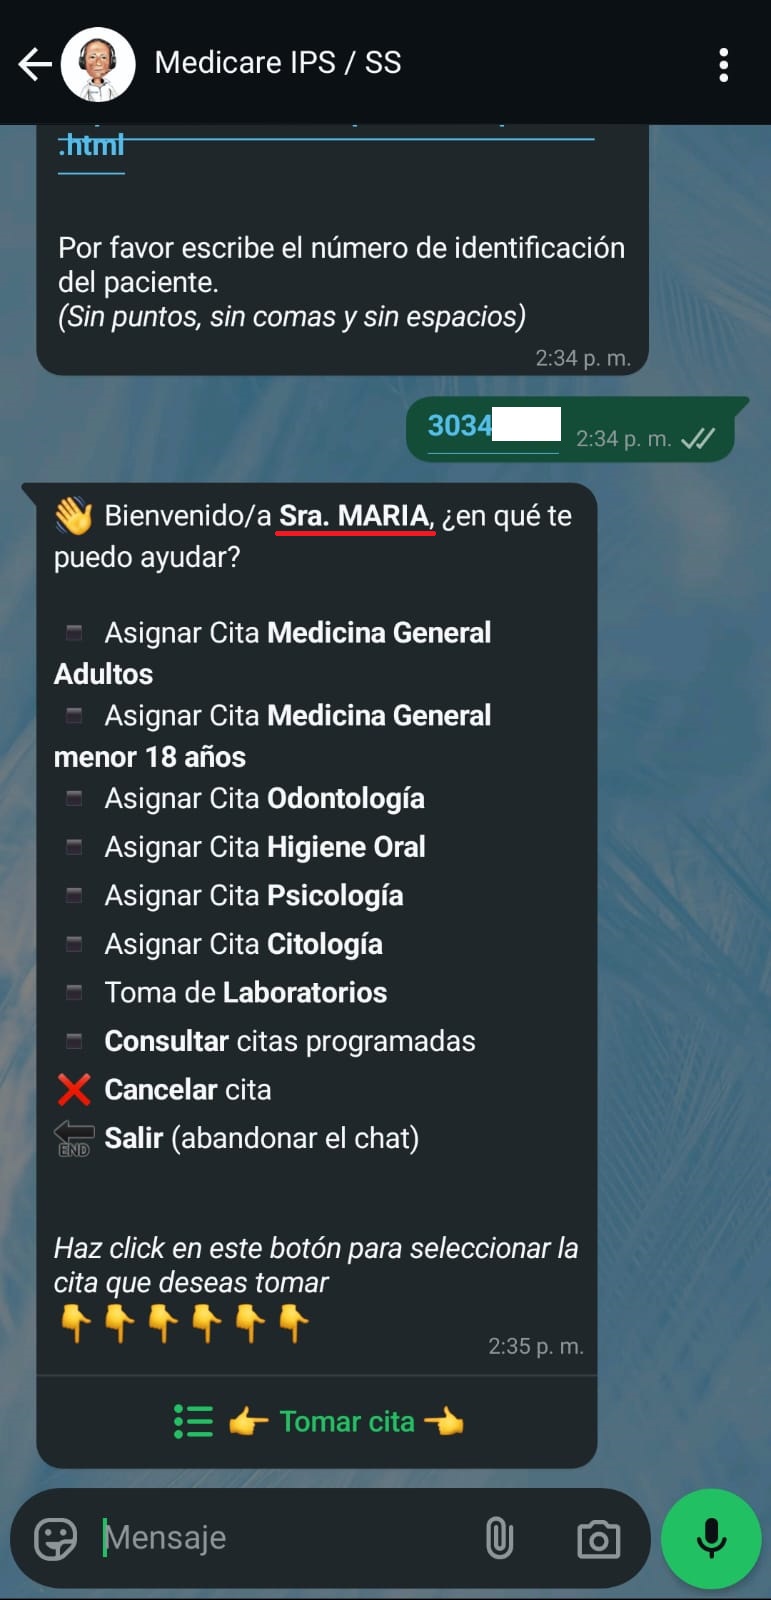 Medicare IPS / SS
.html
Por favor escribe el número de identificación
del paciente.
(Sin puntos, sin comas y sin espacios)
2:34 p. m.
3034
2:34 p. m.
👋 Bienvenido/a Sra. MARIA, ¿en qué te
puedo ayudar?
▪ Asignar Cita Medicina General
Adultos
▪ Asignar Cita Medicina General
menor 18 años
▪ Asignar Cita Odontología
▪ Asignar Cita Higiene Oral
▪ Asignar Cita Psicología
▪ Asignar Cita Citología
▪ Toma de Laboratorios
▪ Consultar citas programadas
❌ Cancelar cita
🔚 Salir (abandonar el chat)
Haz click en este botón para seleccionar la
cita que deseas tomar
👇👇👇👇👇👇
2:35 p. m.
👉 Tomar cita 👈
Mensaje